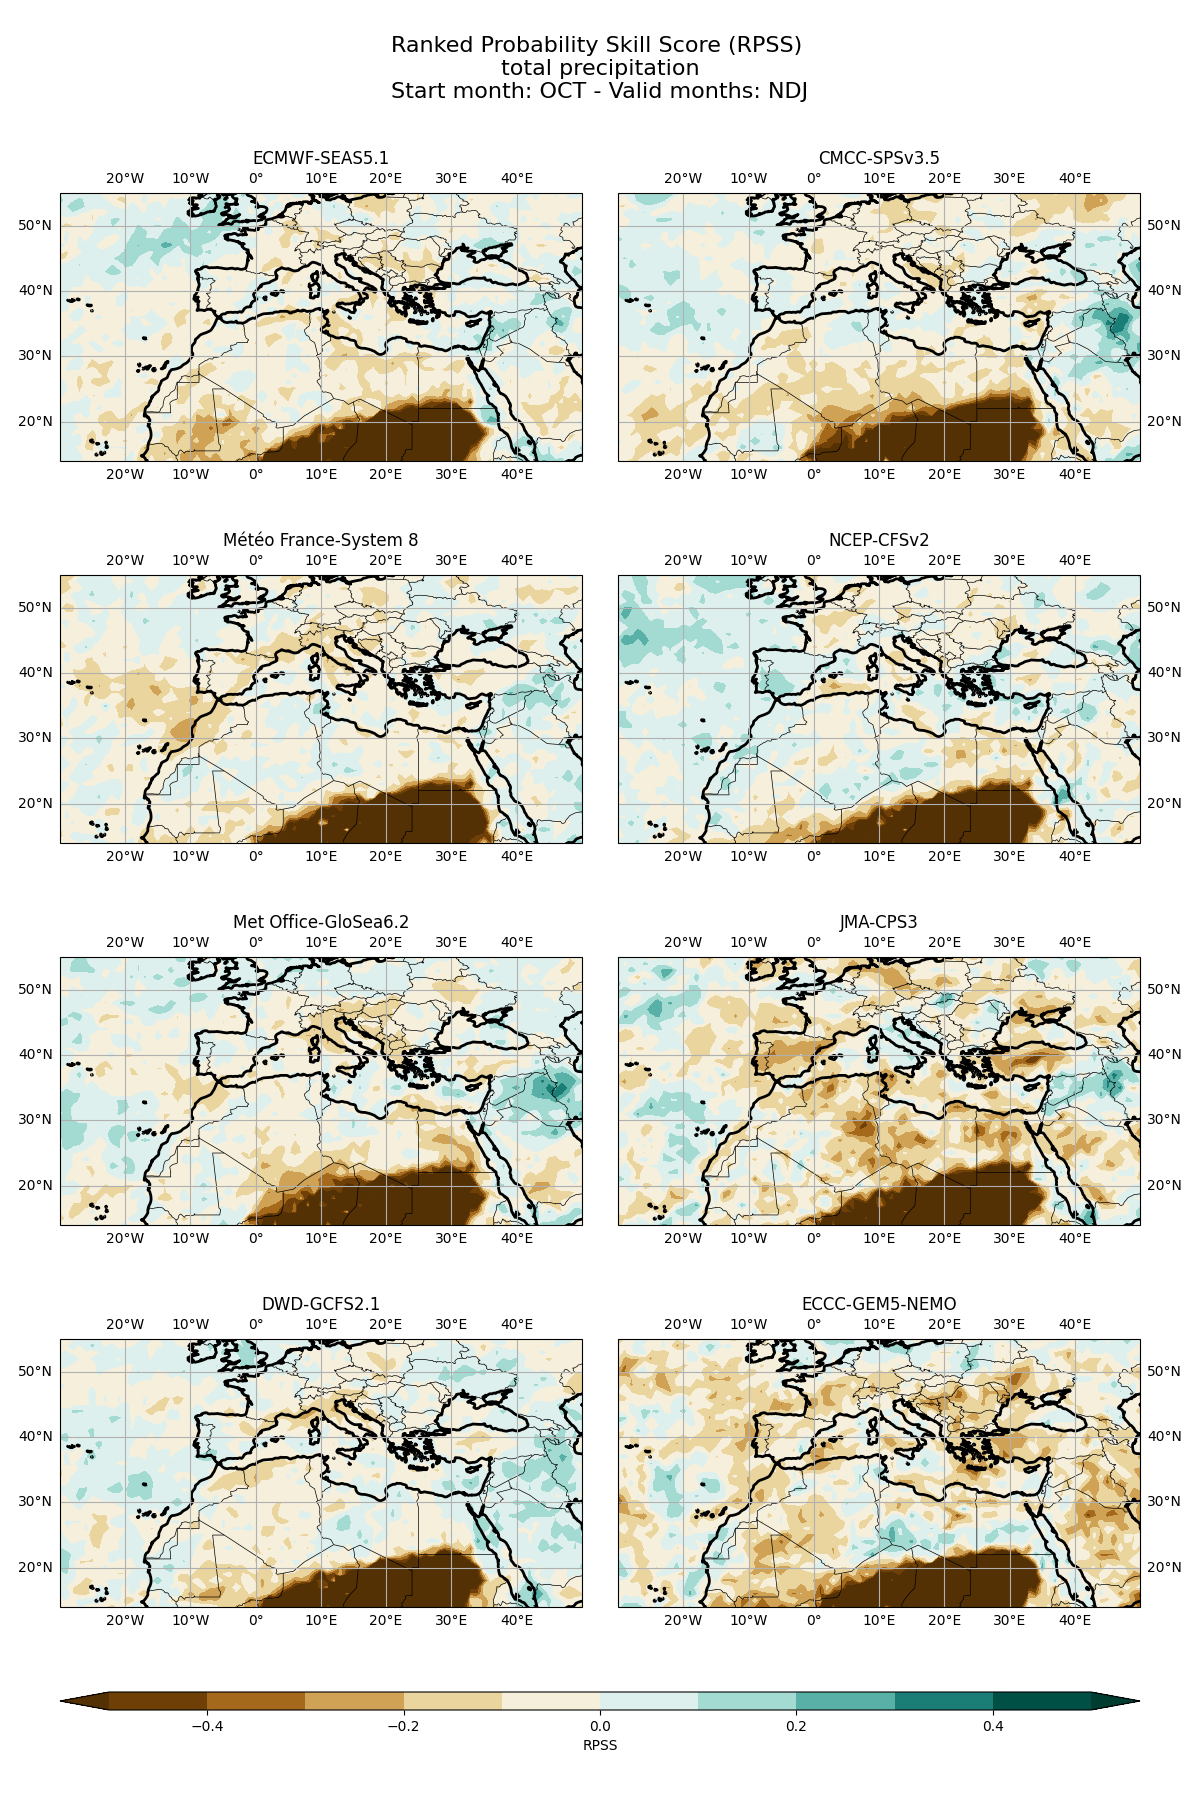 Ranked Probability Skill Score (RPSS)
total precipitation
Start month: OCT - Valid months: NDJ
ECMWF-SEAS5.1
20°W 10°W 0° 10°E 20°E 30°E 40°E
50°N
40°N
30°N
20°N
20°W 10°W 0° 10°E 20°E 30°E 40°E
CMCC-SPSv3.5
20°W 10°W 0° 10°E 20°E 30°E 40°E
50°N
40°N
30°N
20°N
20°W 10°W 0° 10°E 20°E 30°E 40°E
Météo France-System 8
20°W 10°W 0° 10°E 20°E 30°E 40°E
50°N
40°N
30°N
20°N
20°W 10°W 0° 10°E 20°E 30°E 40°E
NCEP-CFSv2
20°W 10°W 0° 10°E 20°E 30°E 40°E
50°N
40°N
30°N
20°N
20°W 10°W 0° 10°E 20°E 30°E 40°E
Met Office-GloSea6.2
20°W 10°W 0° 10°E 20°E 30°E 40°E
50°N
40°N
30°N
20°N
20°W 10°W 0° 10°E 20°E 30°E 40°E
JMA-CPS3
20°W 10°W 0° 10°E 20°E 30°E 40°E
50°N
40°N
30°N
20°N
20°W 10°W 0° 10°E 20°E 30°E 40°E
DWD-GCFS2.1
20°W 10°W 0° 10°E 20°E 30°E 40°E
50°N
40°N
30°N
20°N
20°W 10°W 0° 10°E 20°E 30°E 40°E
ECCC-GEM5-NEMO
20°W 10°W 0° 10°E 20°E 30°E 40°E
50°N
40°N
30°N
20°N
20°W 10°W 0° 10°E 20°E 30°E 40°E
−0.4 −0.2 0.0 0.2 0.4
RPSS